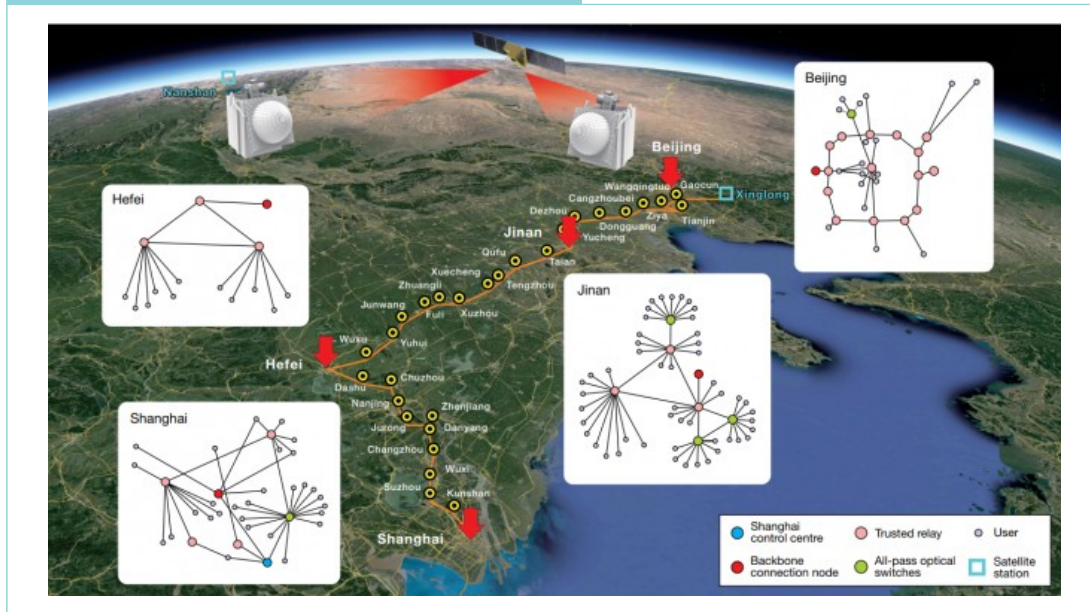 Nanshan
Beijing
Beijing
Wangqingtuo
Gaocun
Xinglong
Cangzhoubei
Dezhou
Ziya
Tianjin
Dongguang
Jinan
Yucheng
Hefei
Qufu
Taian
Xuecheng
Tengzhou
Jinan
Zhuangli
Junwang
Fuli
Xuzhou
Wuxu
Yuhui
Hefei
Chuzhou
Dashu
Nanjing
Zhenjiang
Shanghai
Jurong
Danyang
Changzhou
Wuxi
Suzhou
Kunshan
Shanghai
Shanghai
control centre
Trusted relay
User
Backbone
connection node
All-pass optical
switches
Satellite
station